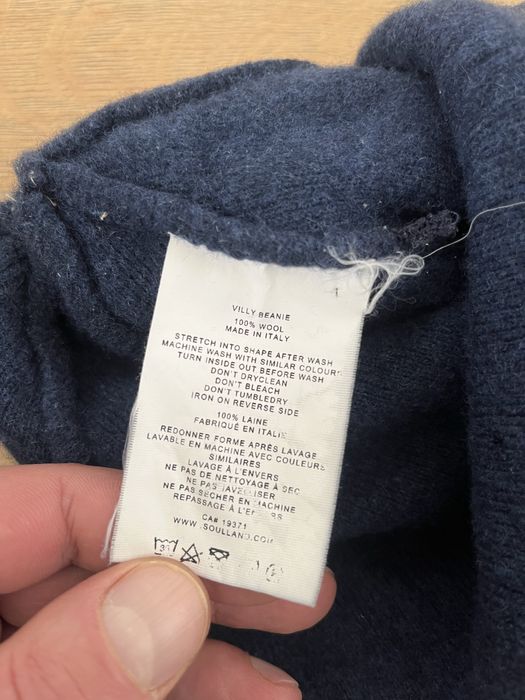 VILLY BEANIE
100% WOOL
MADE IN ITALY
STRETCH INTO SHAPE AFTER WASH
MACHINE WASH WITH SIMILAR COLOURS
TURN INSIDE OUT BEFORE WASH
DON'T DRYCLEAN
DON'T BLEACH
DON'T TUMBLEDRY
IRON ON REVERSE SIDE
100% LAINE
FABRIQUÉ EN ITALIE
REDONNER FORME APRÈS LAVAGE
LAVABLE EN MACHINE AVEC COULEURS
SIMILAIRES
LAVAGE À L'ENVERS
NE PAS DE NETTOYAGE À SEC
NE PAS
NE PAS SÉCHER EN MACHINE
REPASSAGE À L'ENVERS
CA# 19371
WWW.SOULLAND.
30